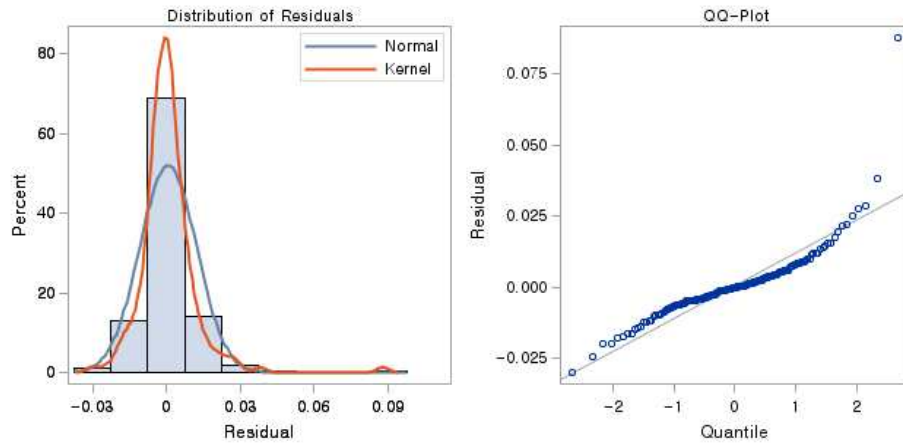 Distribution of Residuals
Normal
Kernel
80
60
40
20
0
Percent
-0.03
0
0.03
0.06
0.09
Residual
QQ-Plot
0.075
0.050
0.025
0.000
-0.025
Residual
-2
-1
0
1
2
Quantile